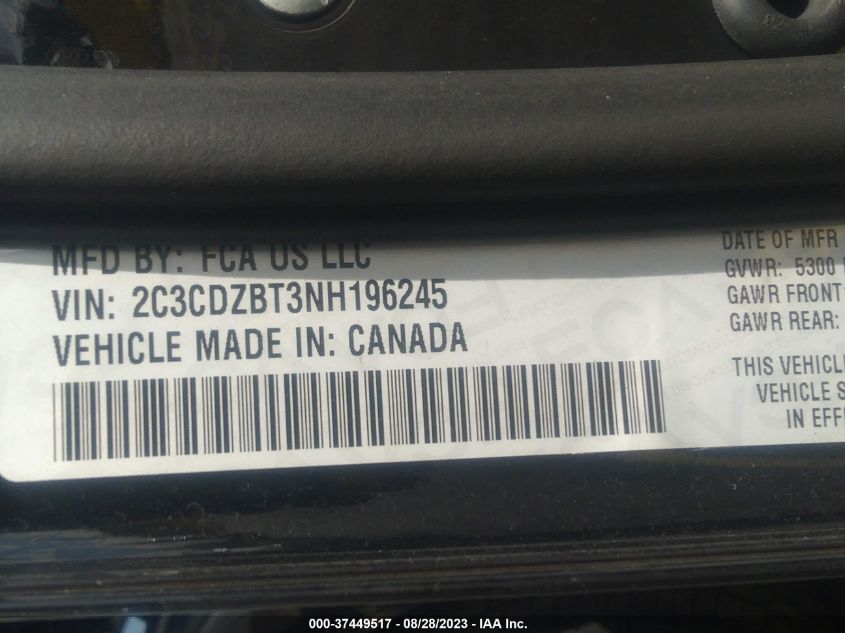 MFD BY: FCA US LLC
VIN: 2C3CDZBT3NH196245
VEHICLE MADE IN: CANADA
DATE OF MFR
GVWR: 5300
GAWR FRONT:
GAWR REAR:
THIS VEHICLE
VEHICLE S
IN EFF
000-37449517 - 08/28/2023 - IAA Inc.